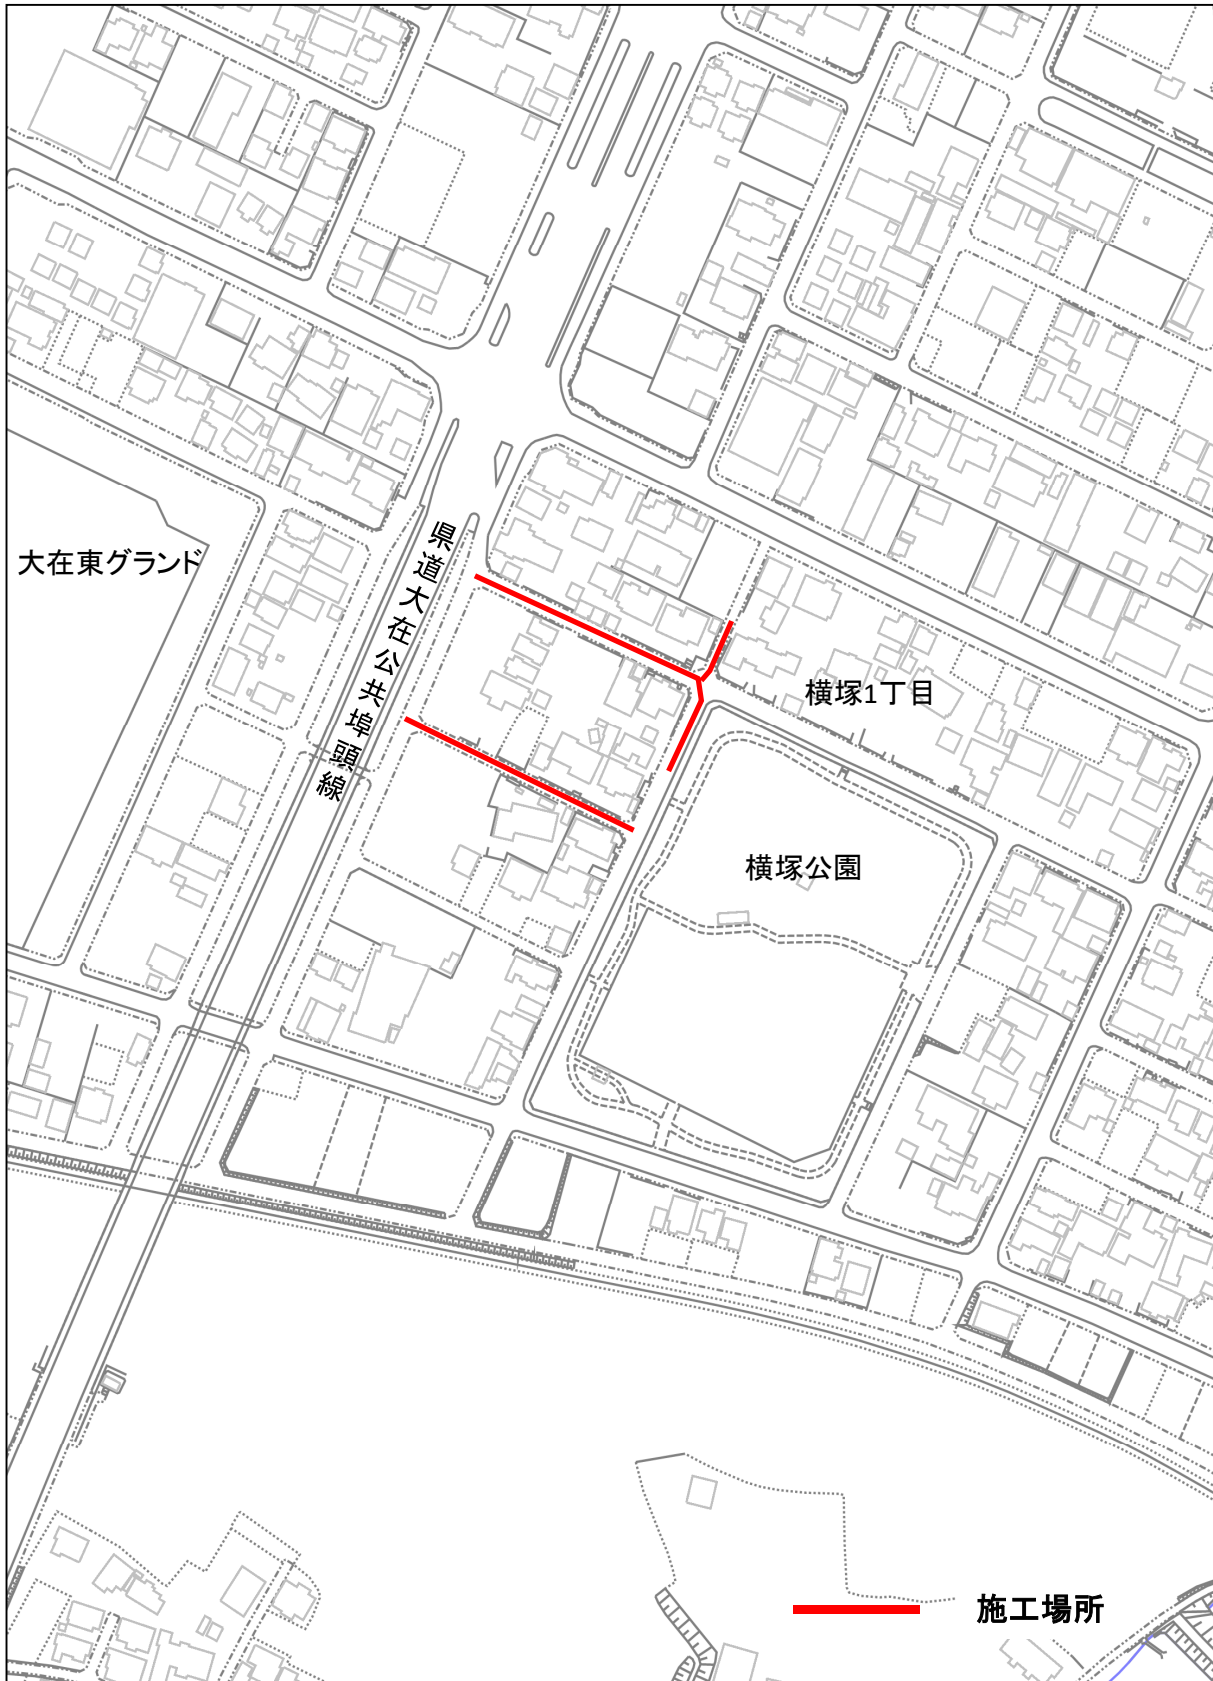 大在東グランド
県道大在公共埠頭線
横塚1丁目
横塚公園
施工場所